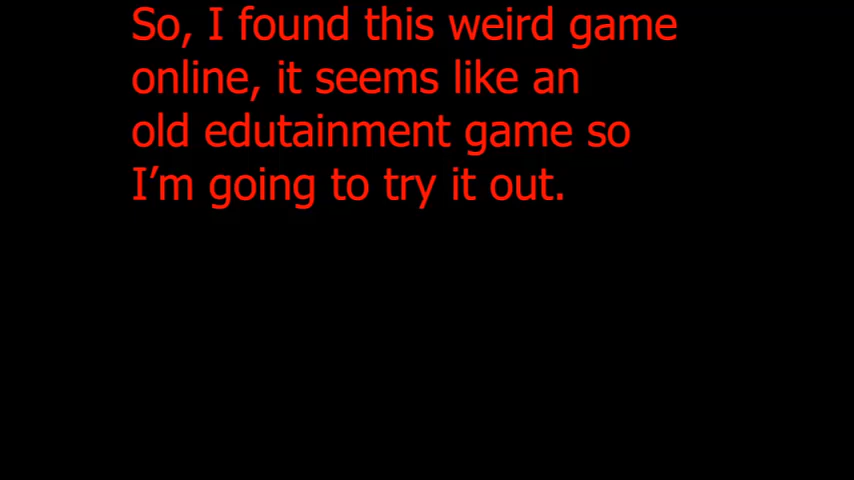 So, I found this weird game
online, it seems like an
old edutainment game so
I’m going to try it out.